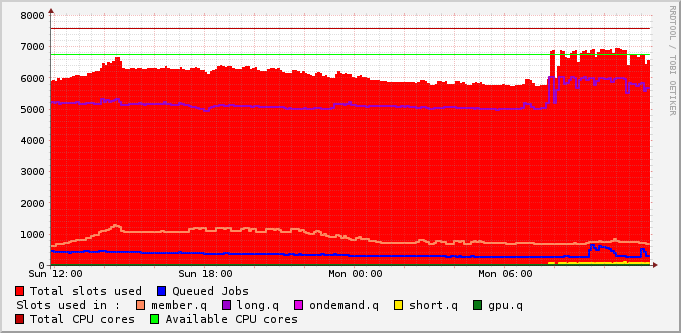 8000
7000
6000
5000
4000
3000
2000
1000
0
Sun 12:00 Sun 18:00 Mon 00:00 Mon 06:00
Total slots used Queued Jobs
Slots used in : member.q long.q ondemand.q short.q gpu.q
Total CPU cores Available CPU cores
RRDTOOL / TOBI OETIKER